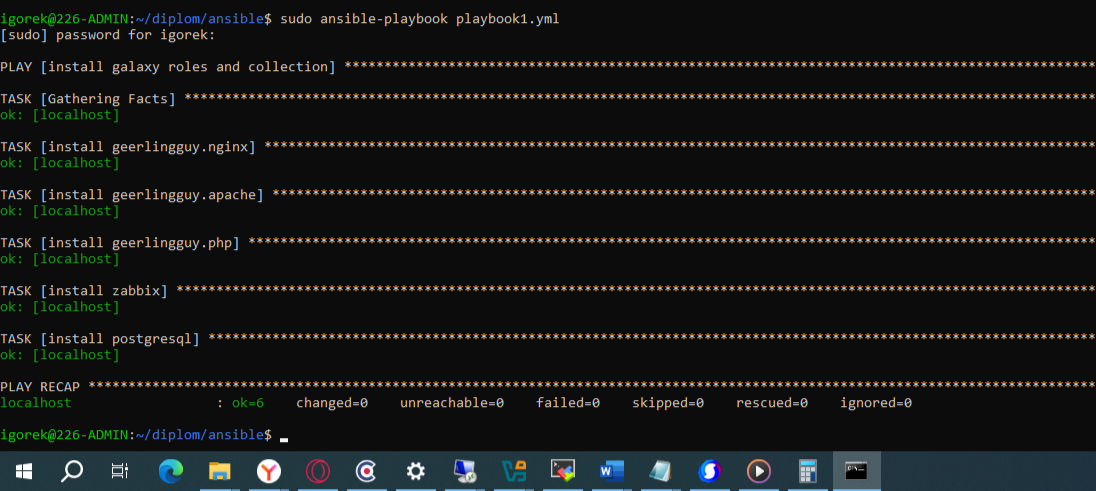 igorek@226-ADMIN:~/diplom/ansible$ sudo ansible-playbook playbook1.yml
[sudo] password for igorek:
PLAY [install galaxy roles and collection] **********************************************************************************************
TASK [Gathering Facts] ******************************************************************************************************************
ok: [localhost]
TASK [install geerlingguy.nginx] ********************************************************************************************************
ok: [localhost]
TASK [install geerlingguy.apache] *******************************************************************************************************
ok: [localhost]
TASK [install geerlingguy.php] **********************************************************************************************************
ok: [localhost]
TASK [install zabbix] *******************************************************************************************************************
ok: [localhost]
TASK [install postgresql] ***************************************************************************************************************
ok: [localhost]
PLAY RECAP ******************************************************************************************************************************
localhost                  : ok=6    changed=0    unreachable=0    failed=0    skipped=0    rescued=0    ignored=0
igorek@226-ADMIN:~/diplom/ansible$